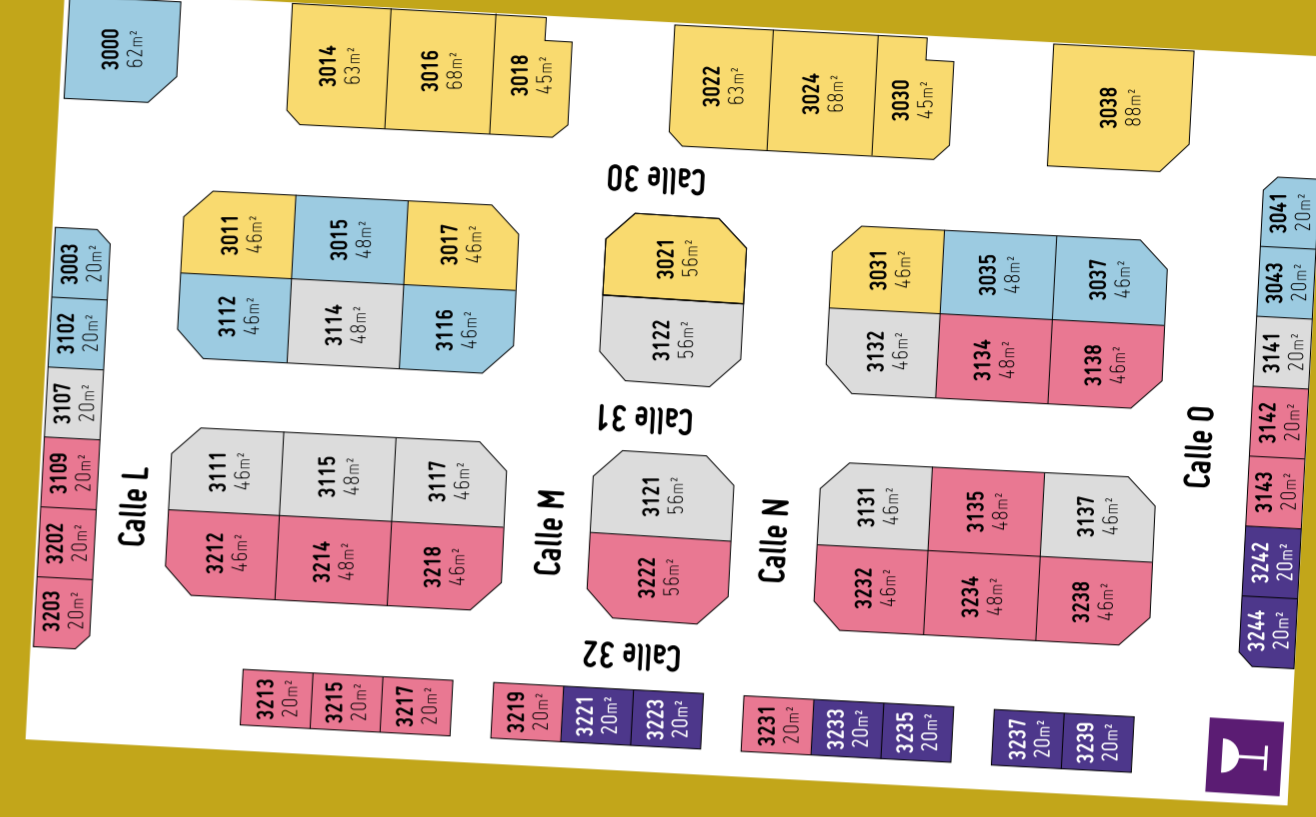 3000
62m²
3014
63m²
3016
68m²
3018
45m²
3022
63m²
3024
68m²
3030
45m²
3038
88m²
Calle 30
3003
20m²
3102
20m²
3107
20m²
3109
20m²
3202
20m²
3203
20m²
Calle L
3011
46m²
3015
48m²
3017
46m²
3112
46m²
3114
48m²
3116
46m²
3021
56m²
3122
56m²
3031
46m²
3035
48m²
3037
46m²
3132
46m²
3134
48m²
3138
46m²
Calle 31
3111
46m²
3115
48m²
3117
46m²
3212
46m²
3214
48m²
3218
46m²
Calle M
3121
56m²
3222
56m²
Calle N
3131
46m²
3135
48m²
3137
46m²
3232
46m²
3234
48m²
3238
46m²
Calle O
3041
20m²
3043
20m²
3141
20m²
3142
20m²
3143
20m²
3242
20m²
3244
20m²
Calle 32
3213
20m²
3215
20m²
3217
20m²
3219
20m²
3221
20m²
3223
20m²
3231
20m²
3233
20m²
3235
20m²
3237
20m²
3239
20m²